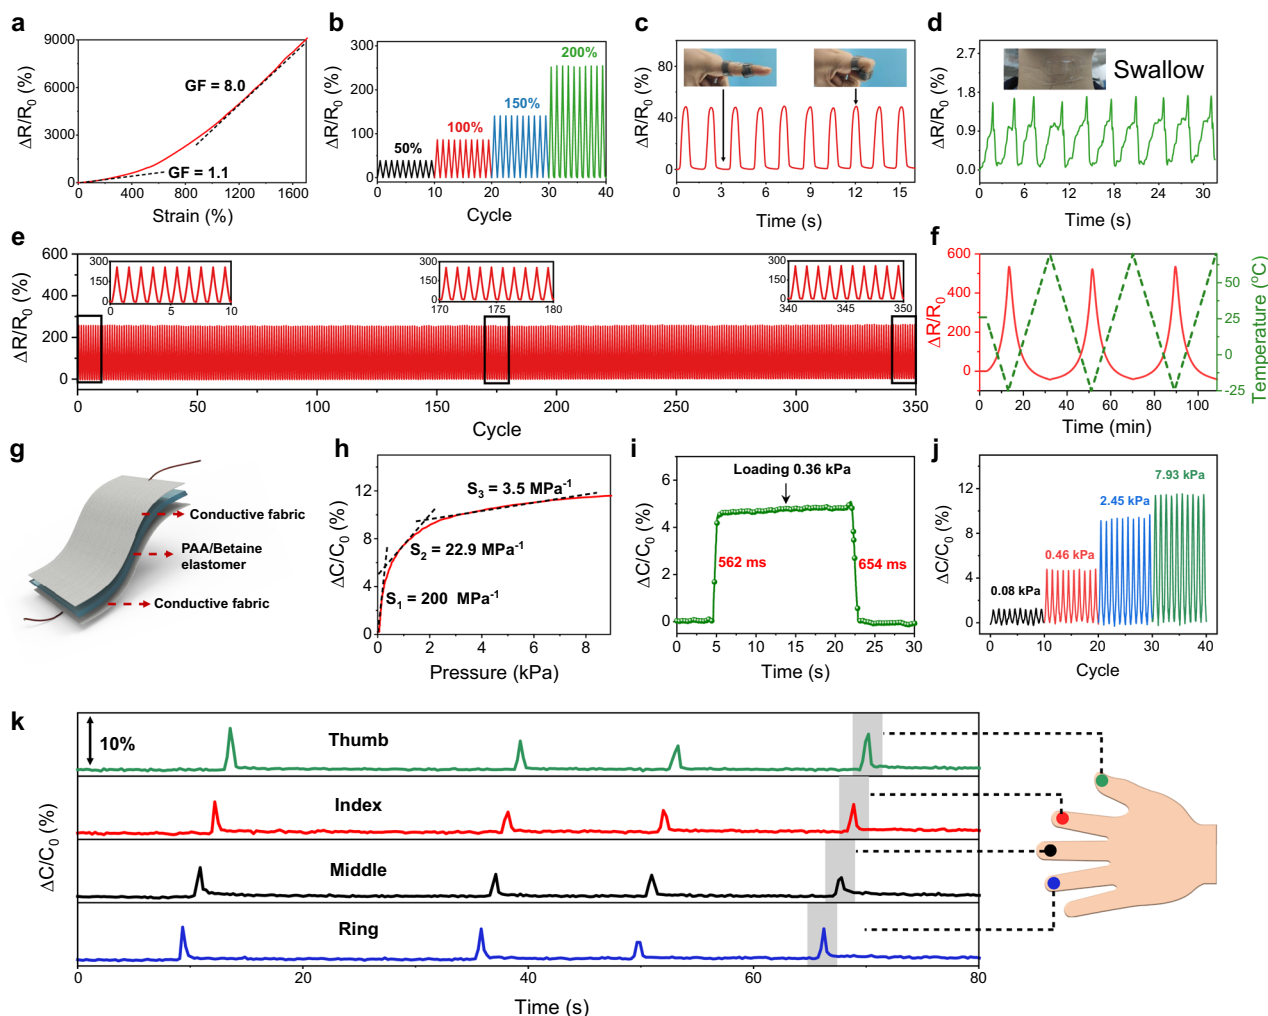 a
9000
6000
3000
0
ΔR/R0 (%)
GF = 8.0
GF = 1.1
0 400 800 1200 1600
Strain (%)
b
300
200
100
0
ΔR/R0 (%)
50%
100%
150%
200%
0 10 20 30 40
Cycle
c
80
40
0
ΔR/R0 (%)
0 3 6 9 12 15
Time (s)
d
2.7
1.8
0.9
0.0
ΔR/R0 (%)
Swallow
0 6 12 18 24 30
Time (s)
e
600
400
200
0
ΔR/R0 (%)
300
150
0
0 5 10
300
150
0
170 175 180
300
150
0
340 345 350
0 50 100 150 200 250 300 350
Cycle
f
600
400
200
0
ΔR/R0
50
25
0
-25
Temperature (ºC)
0 20 40 60 80 100
Time (min)
g
Conductive fabric
PAA/Betaine
elastomer
Conductive fabric
h
12
8
4
0
ΔC/C0 (%)
S3 = 3.5 MPa-1
S2 = 22.9 MPa-1
S1 = 200 MPa-1
0 2 4 6 8
Pressure (kPa)
i
6
4
2
0
ΔC/C0 (%)
Loading 0.36 kPa
562 ms
654 ms
0 5 10 15 20 25 30
Time (s)
j
12
8
4
0
ΔC/C0 (%)
0.08 kPa
0.46 kPa
2.45 kPa
7.93 kPa
0 10 20 30 40
Cycle
k
10%
ΔC/C0 (%)
Thumb
Index
Middle
Ring
0 20 40 60 80
Time (s)